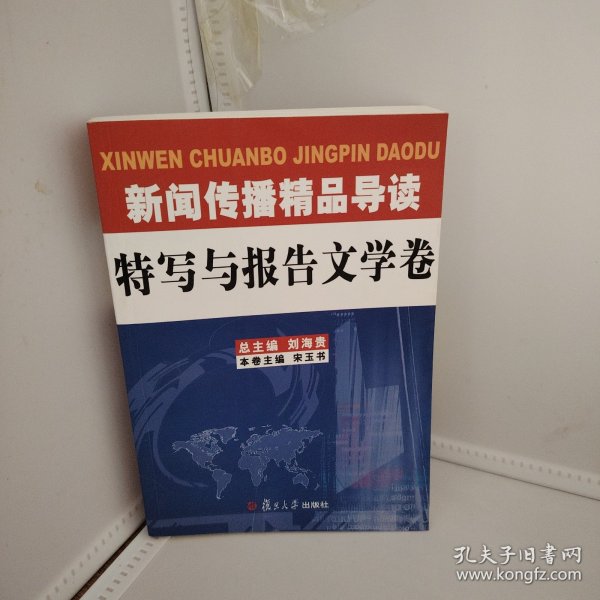 XINWEN CHUANBO JINGPIN DAODU
新闻传播精品导读
特写与报告文学卷
总主编 刘海贵
本卷主编 宋玉书
復旦大學出版社
孔夫子旧书网
www.kongfz.com